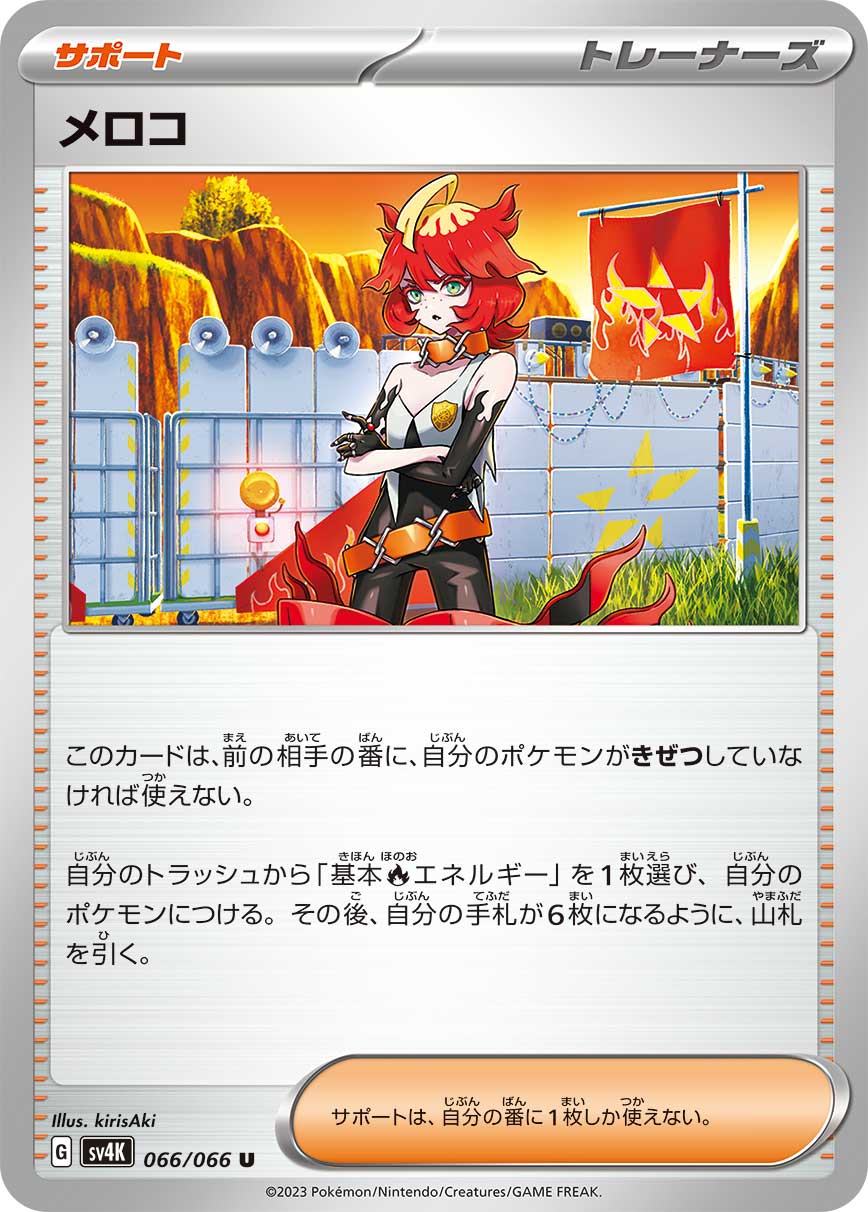 サポート
トレーナーズ
メロコ
このカードは、前の相手の番に、自分のポケモンがきぜつしていな
ければ使えない。
自分のトラッシュから「基本🔥エネルギー」を1枚選び、自分の
ポケモンにつける。その後、自分の手札が6枚になるように、山札
を引く。
サポートは、自分の番に1枚しか使えない。
Illus. kirisAki
G SV4K 066/066 U
©2023 Pokémon/Nintendo/Creatures/GAME FREAK.